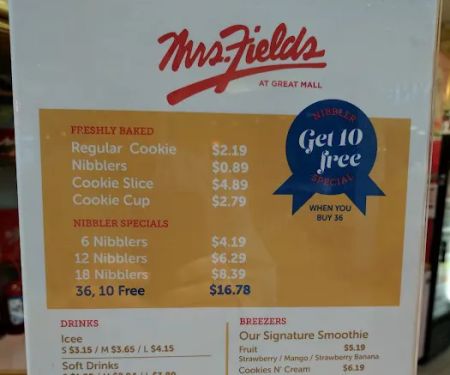 Mrs. Fields
AT GREAT MALL
FRESHLY BAKED
Regular Cookie $2.19
Nibblers $0.89
Cookie Slice $4.89
Cookie Cup $2.79
NIBBLER
Get 10
free
SPECIAL
WHEN YOU
BUY 36
NIBBLER SPECIALS
6 Nibblers $4.19
12 Nibblers $6.29
18 Nibblers $8.39
36, 10 Free $16.78
DRINKS
Icee
S $3.15 / M $3.65 / L $4.15
Soft Drinks
BREEZERS
Our Signature Smoothie
Fruit $5.19
Strawberry / Mango / Strawberry Banana
Cookies N' Cream $6.19